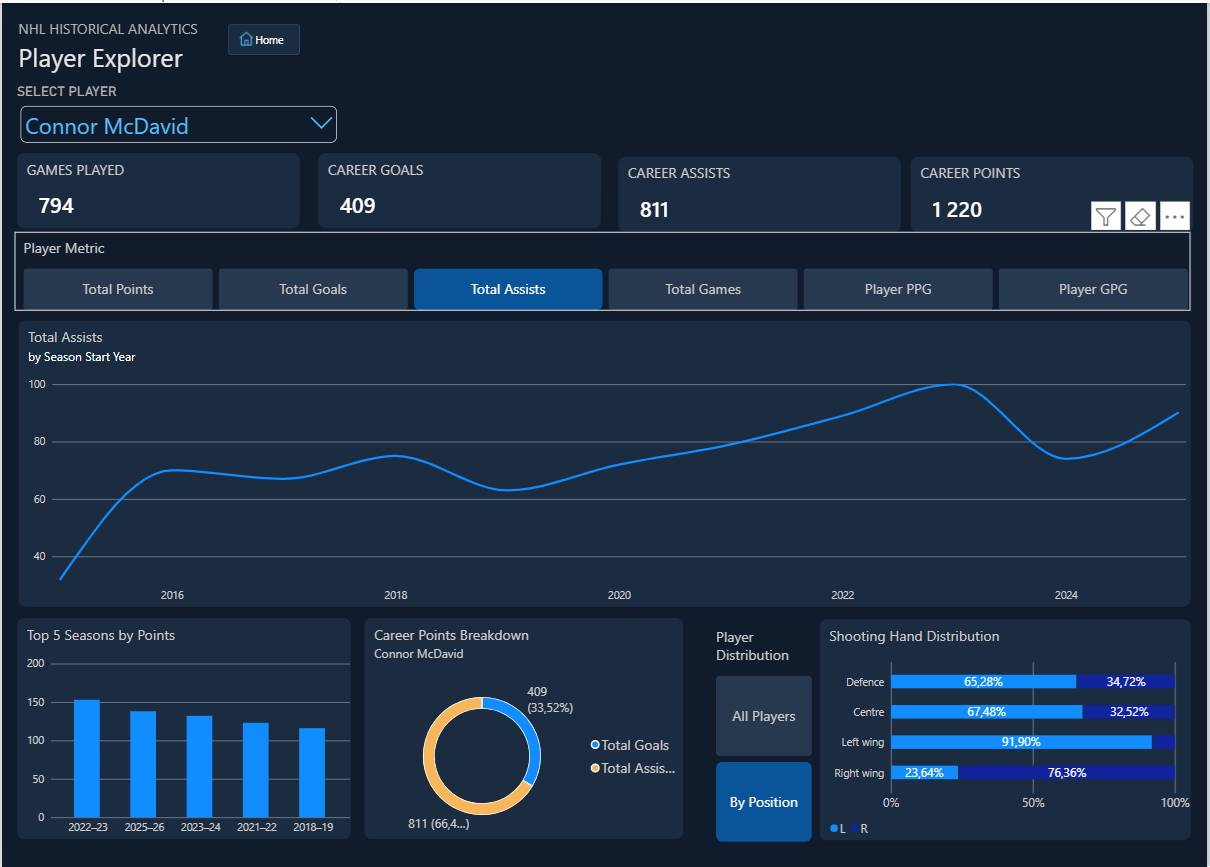 NHL HISTORICAL ANALYTICS
Home
Player Explorer
SELECT PLAYER
Connor McDavid
GAMES PLAYED
794
CAREER GOALS
409
CAREER ASSISTS
811
CAREER POINTS
1 220
Player Metric
Total Points
Total Goals
Total Assists
Total Games
Player PPG
Player GPG
Total Assists
by Season Start Year
100
80
60
40
2016
2018
2020
2022
2024
Top 5 Seasons by Points
200
150
100
50
0
2022–23
2025–26
2023–24
2021–22
2018–19
Career Points Breakdown
Connor McDavid
409
(33,52%)
Total Goals
Total Assis...
811 (66,4...)
Player
Distribution
All Players
By Position
Shooting Hand Distribution
Defence
65,28%
34,72%
Centre
67,48%
32,52%
Left wing
91,90%
Right wing
23,64%
76,36%
0%
50%
100%
L
R